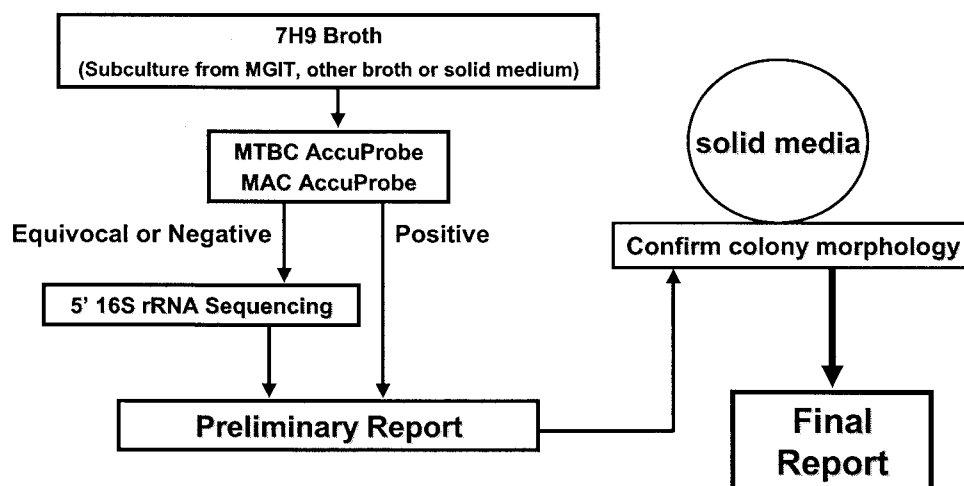 7H9 Broth
(Subculture from MGIT, other broth or solid medium)
MTBC AccuProbe
MAC AccuProbe
Equivocal or Negative
Positive
5' 16S rRNA Sequencing
Preliminary Report
solid media
Confirm colony morphology
Final
Report